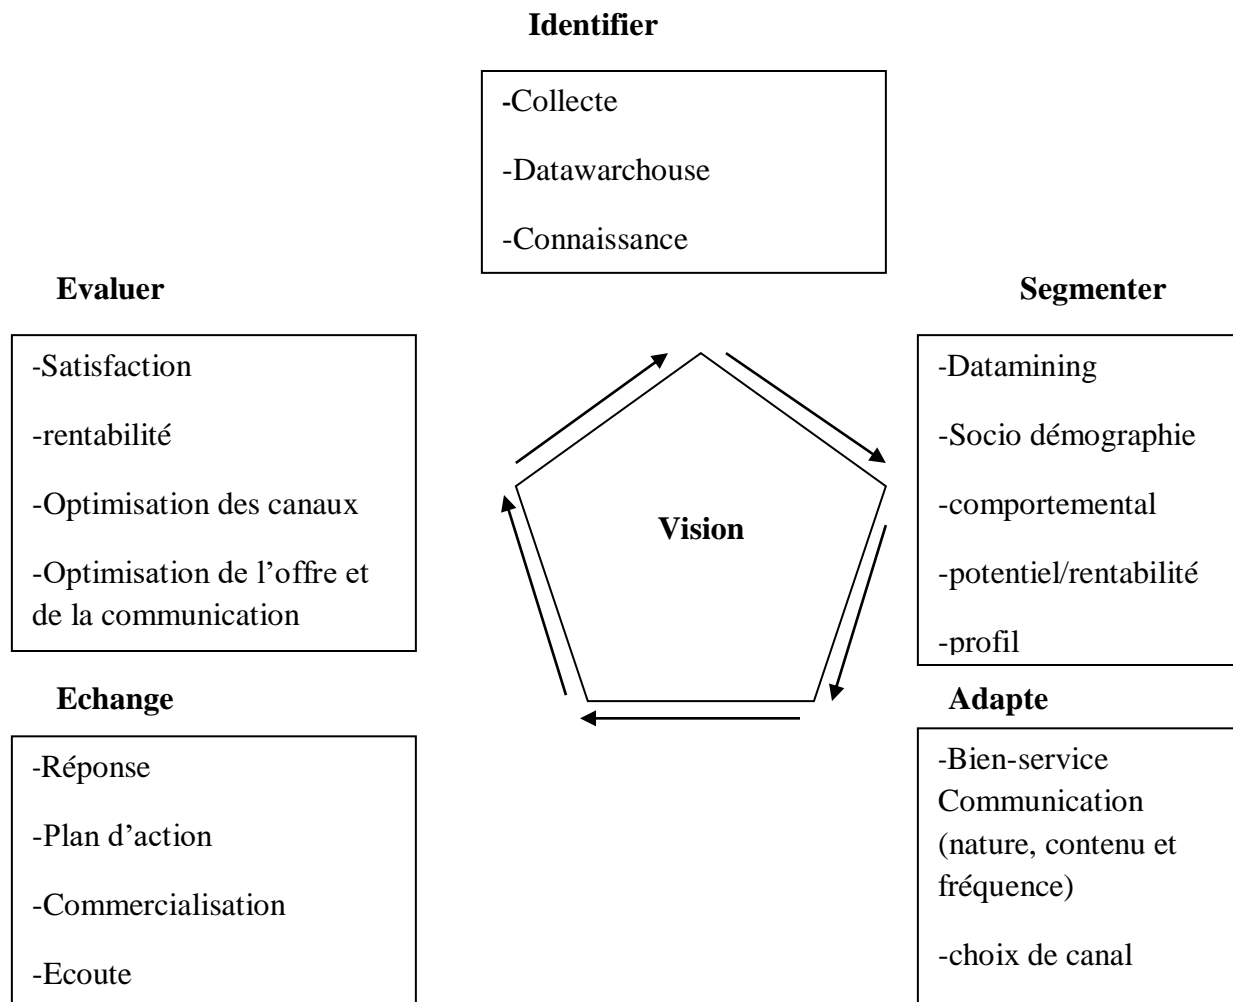 Identifier
-Collecte
-Datawarchouse
-Connaissance
Evaluer
-Satisfaction
-rentabilité
-Optimisation des canaux
-Optimisation de l’offre et
de la communication
Vision
Segmenter
-Datamining
-Socio démographie
-comportemental
-potentiel/rentabilité
-profil
Echange
-Réponse
-Plan d’action
-Commercialisation
-Ecoute
Adapte
-Bien-service
Communication
(nature, contenu et
fréquence)
-choix de canal